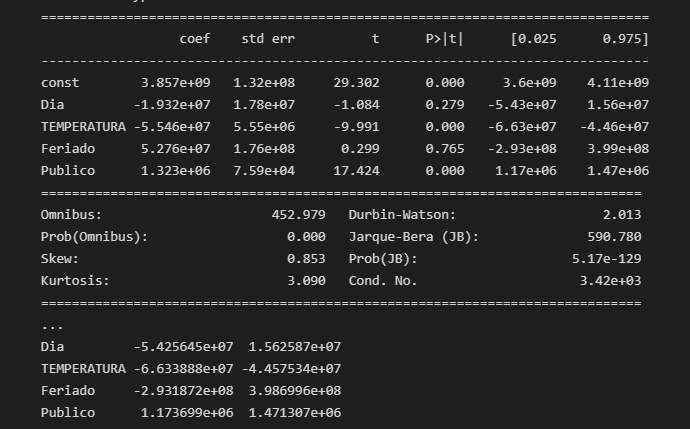 ==============================================================================
coef std err t P>|t| [0.025 0.975]
------------------------------------------------------------------------------
const 3.857e+09 1.32e+08 29.302 0.000 3.6e+09 4.11e+09
Dia -1.932e+07 1.78e+07 -1.084 0.279 -5.43e+07 1.56e+07
TEMPERATURA -5.546e+07 5.55e+06 -9.991 0.000 -6.63e+07 -4.46e+07
Feriado 5.276e+07 1.76e+08 0.299 0.765 -2.93e+08 3.99e+08
Publico 1.323e+06 7.59e+04 17.424 0.000 1.17e+06 1.47e+06
==============================================================================
Omnibus: 452.979 Durbin-Watson: 2.013
Prob(Omnibus): 0.000 Jarque-Bera (JB): 590.780
Skew: 0.853 Prob(JB): 5.17e-129
Kurtosis: 3.090 Cond. No. 3.42e+03
==============================================================================
...
Dia -5.425645e+07 1.562587e+07
TEMPERATURA -6.633888e+07 -4.457534e+07
Feriado -2.931872e+08 3.986996e+08
Publico 1.173699e+06 1.471307e+06